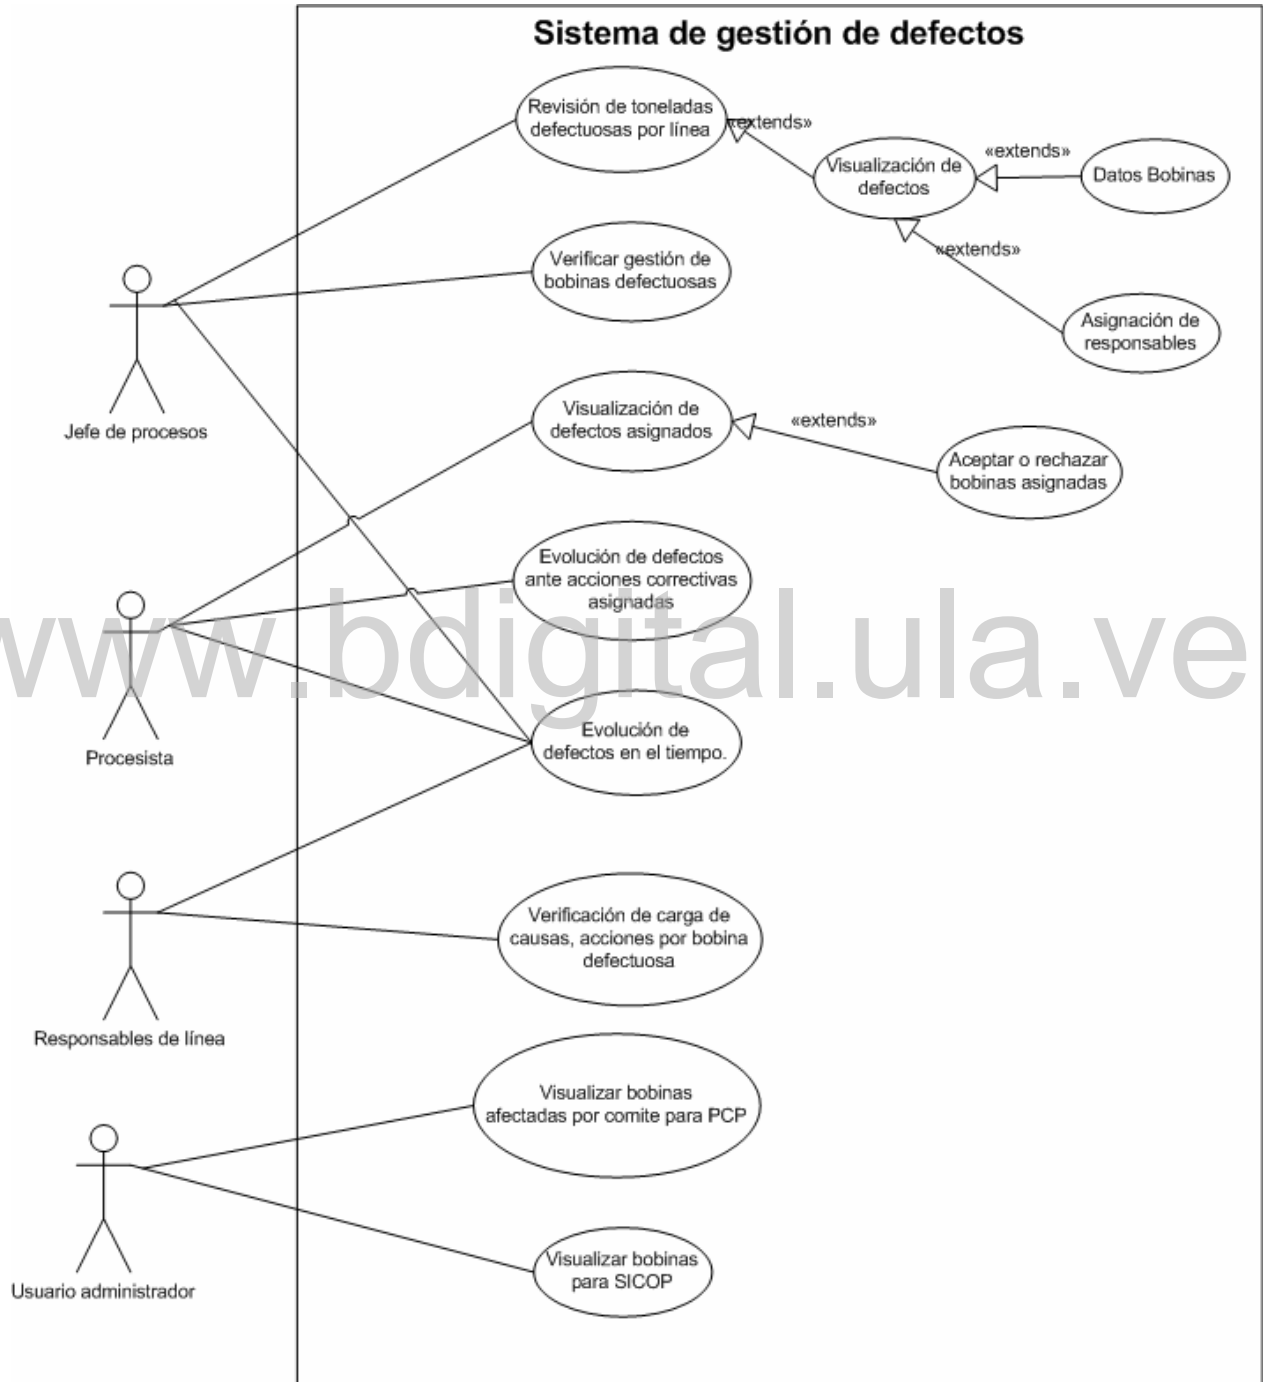 Sistema de gestión de defectos
Revisión de toneladas
defectuosas por línea
«extends»
Visualización de
defectos
«extends»
Datos Bobinas
«extends»
Asignación de
responsables
Verificar gestión de
bobinas defectuosas
Jefe de procesos
Visualización de
defectos asignados
«extends»
Aceptar o rechazar
bobinas asignadas
Evolución de defectos
ante acciones correctivas
asignadas
www.bdigital.ula.ve
Procesista
Evolución de
defectos en el tiempo.
Verificación de carga de
causas, acciones por bobina
defectuosa
Responsables de línea
Visualizar bobinas
afectadas por comite para PCP
Usuario administrador
Visualizar bobinas
para SICOP